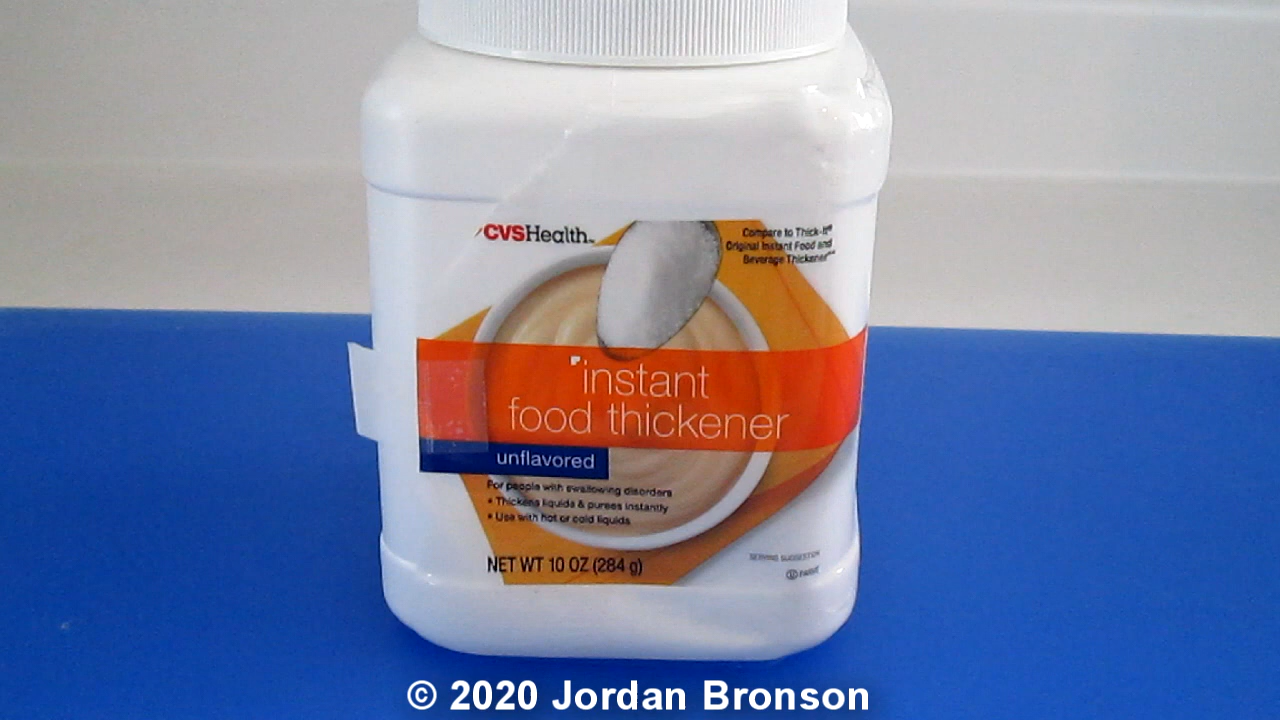 CVSHealth™
Compare to Thick-It®
Original Instant Food and
Beverage Thickener**
instant
food thickener
unflavored
For people with swallowing disorders
• Thickens liquids & purees instantly
• Use with hot or cold liquids
NET WT 10 OZ (284 g)
SERVING SUGGESTION
Ⓤ PARVE
© 2020 Jordan Bronson